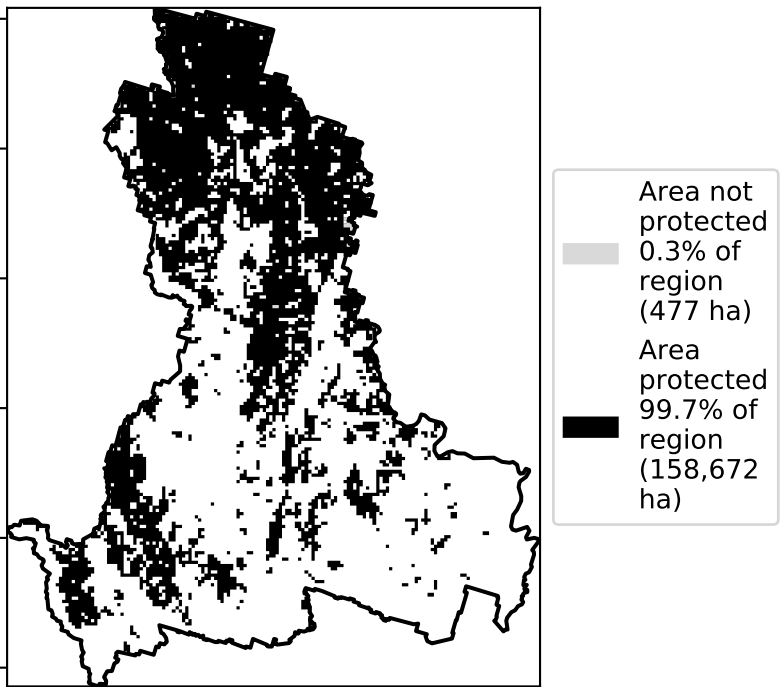 Area not
protected
0.3% of
region
(477 ha)
Area
protected
99.7% of
region
(158,672
ha)